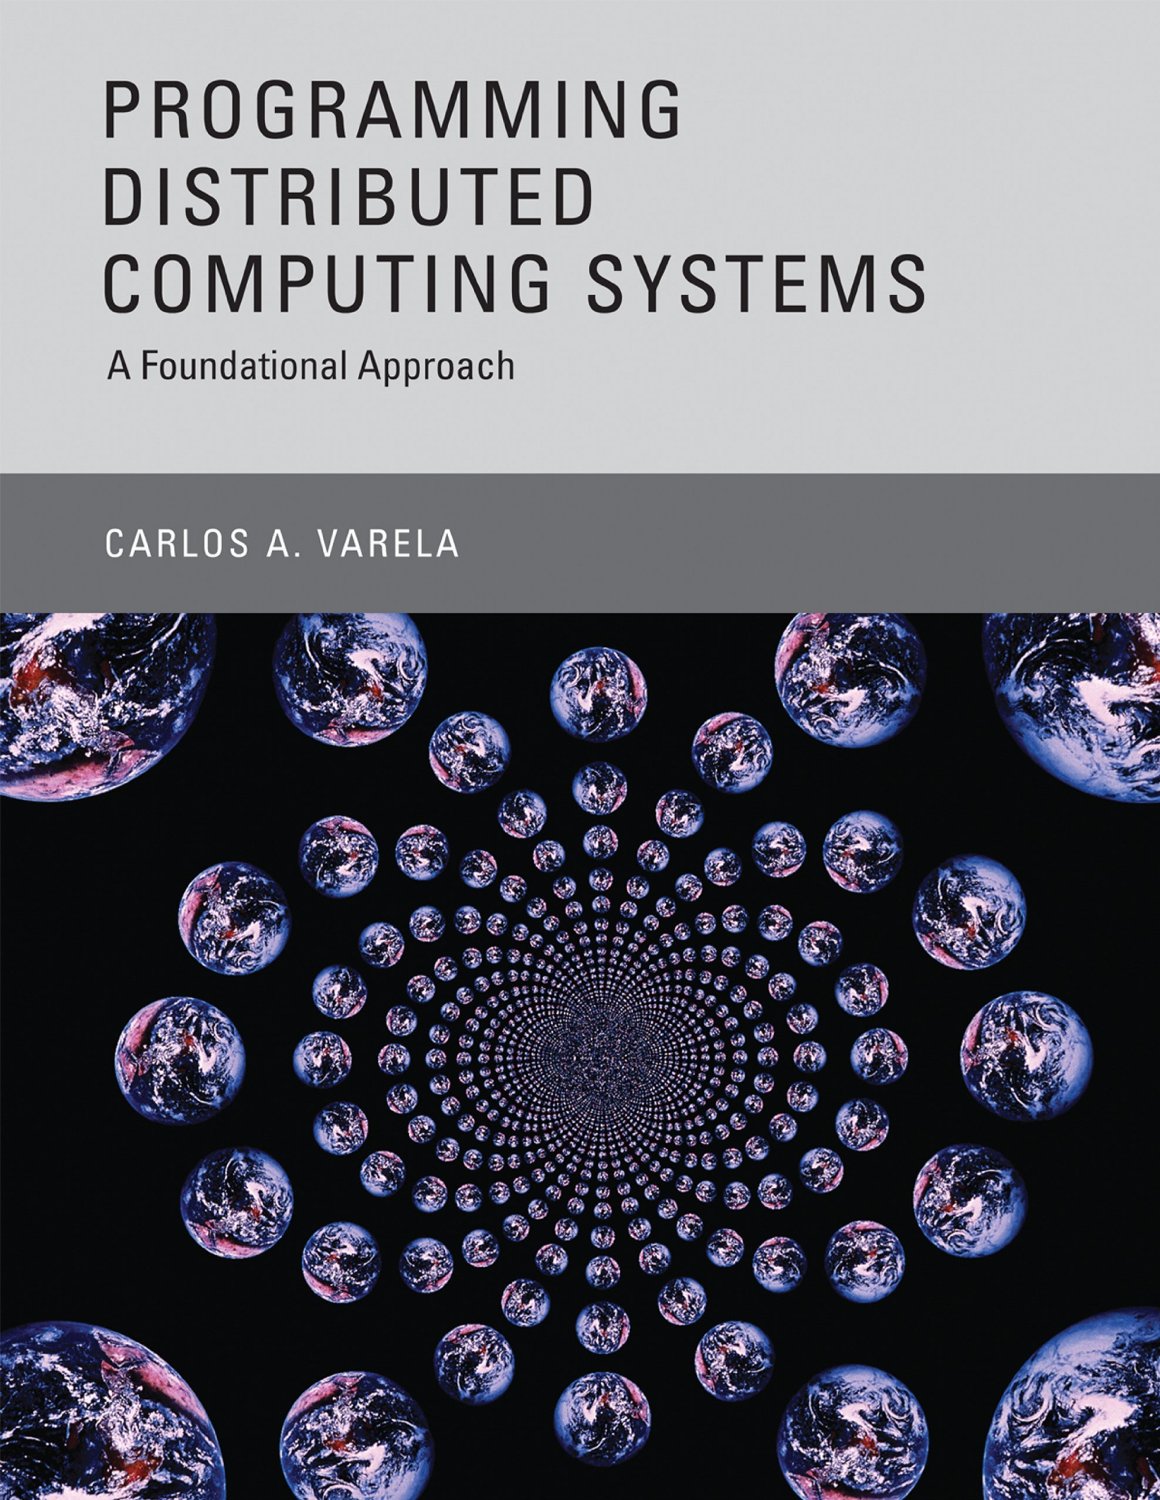 PROGRAMMING
DISTRIBUTED
COMPUTING SYSTEMS
A Foundational Approach
CARLOS A. VARELA